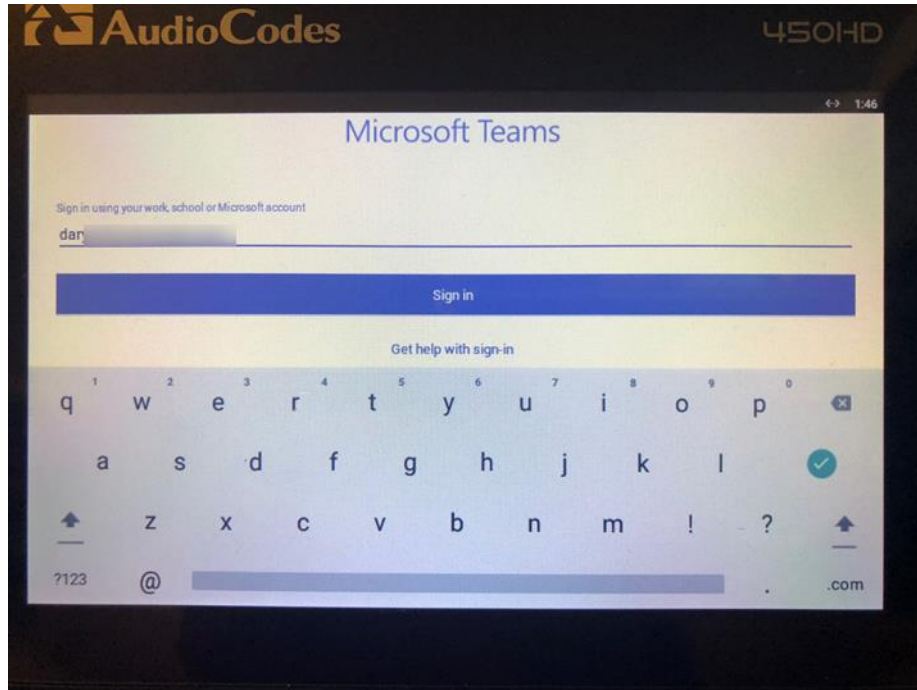 AudioCodes
450HD
1:46
Microsoft Teams
Sign in using your work, school or Microsoft account
Sign in
Get help with sign-in
1 2 3 4 5 6 7 8 9 0
q w e r t y u i o p
a s d f g h j k l
z x c v b n m ! ?
?123 @ . .com